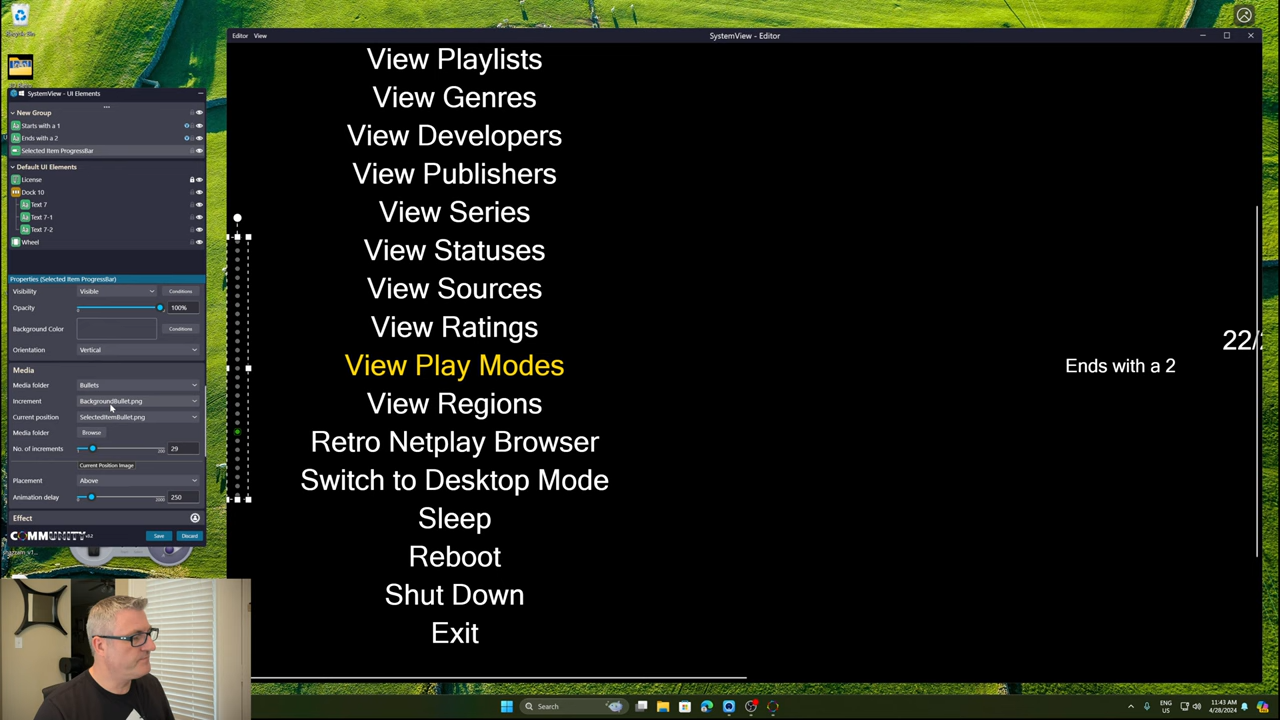 Editor View
SystemView - Editor
SystemView - UI Elements
New Group
Starts with a 1
Ends with a 2
Selected Item ProgressBar
Default UI Elements
License
Dock 10
Text 7
Text 7-1
Text 7-2
Wheel
Properties (Selected Item ProgressBar)
Visibility Visible Conditions
Opacity 100%
Background Color Conditions
Orientation Vertical
Media
Media folder Bullets
Increment BackgroundBullet.png
Current position SelectedItemBullet.png
Media folder Browse
No. of increments 29
Current Position Image
Placement Above
Animation delay 250
Effect
COMMUNITY
Save Discard
View Playlists
View Genres
View Developers
View Publishers
View Series
View Statuses
View Sources
View Ratings
View Play Modes
View Regions
Retro Netplay Browser
Switch to Desktop Mode
Sleep
Reboot
Shut Down
Exit
22/
Ends with a 2
Search
ENG
US
11:43 AM
4/28/2024